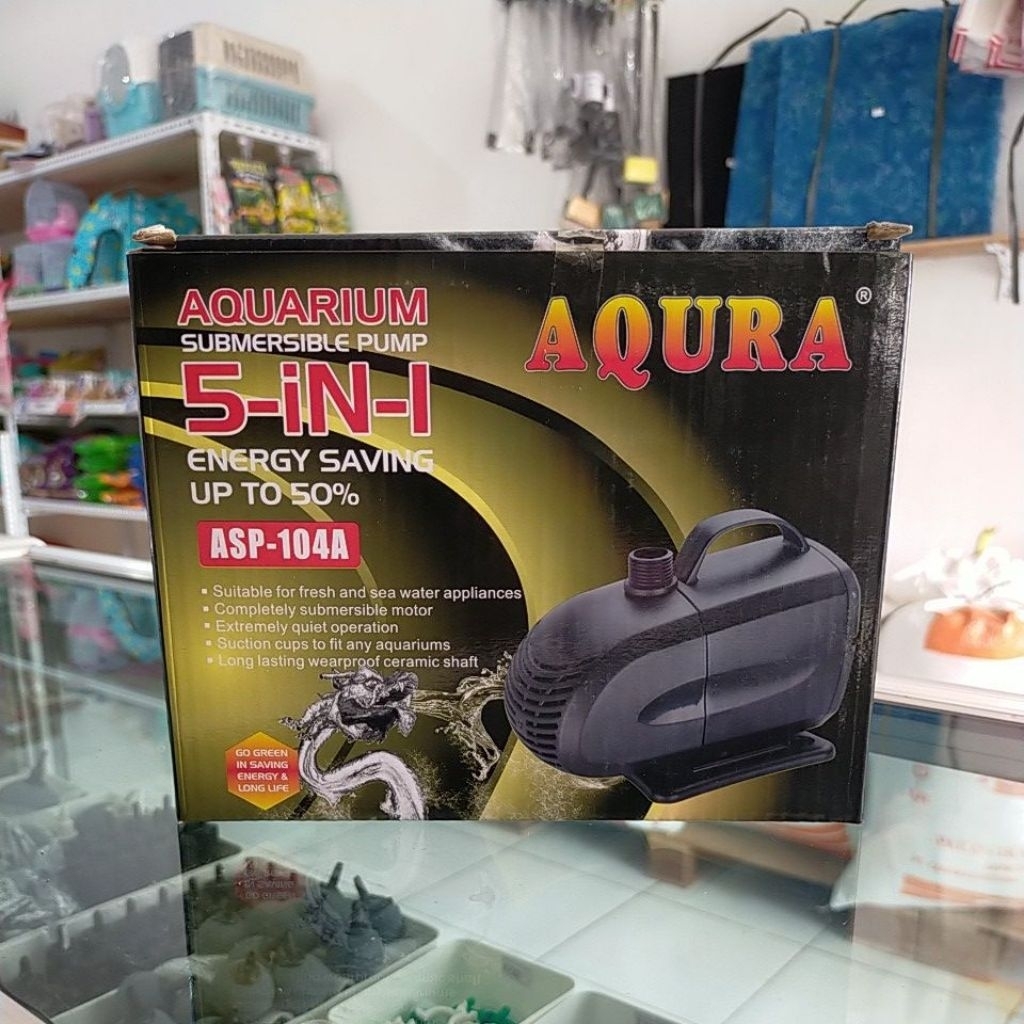 AQUARIUM
SUBMERSIBLE PUMP
5-iN-1
ENERGY SAVING
UP TO 50%
ASP-104A
▪ Suitable for fresh and sea water appliances
▪ Completely submersible motor
▪ Extremely quiet operation
▪ Suction cups to fit any aquariums
▪ Long lasting wearproof ceramic shaft
GO GREEN
IN SAVING
ENERGY &
LONG LIFE
AQURA®